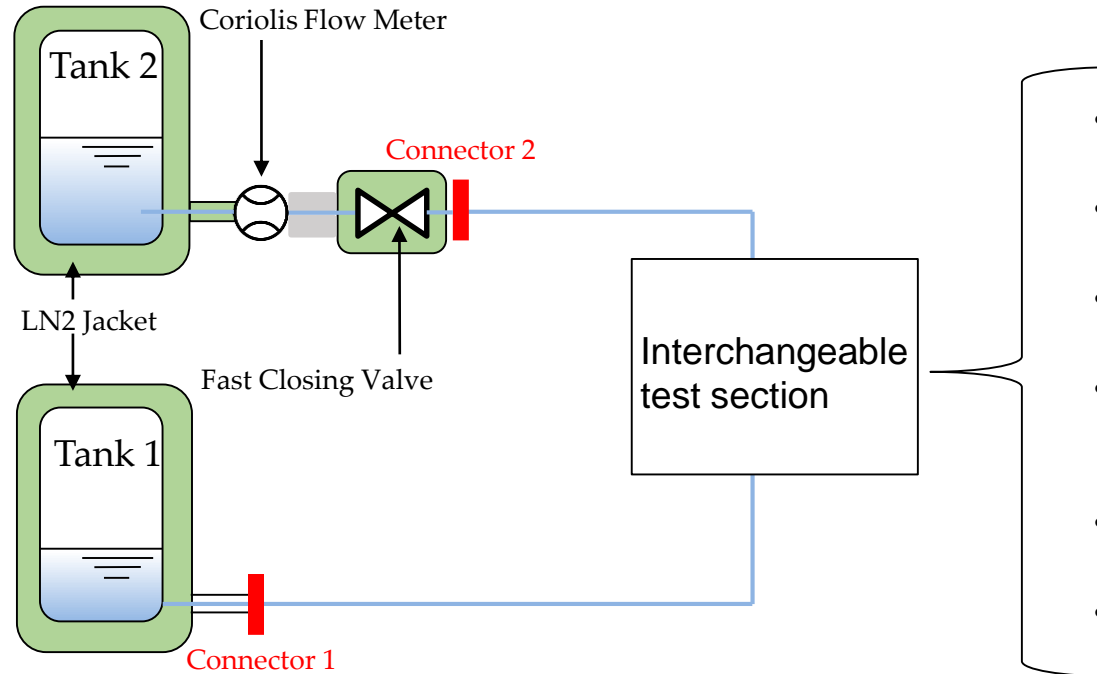 Coriolis Flow Meter
Tank 2
Connector 2
LN2 Jacket
Fast Closing Valve
Interchangeable
test section
Tank 1
Connector 1